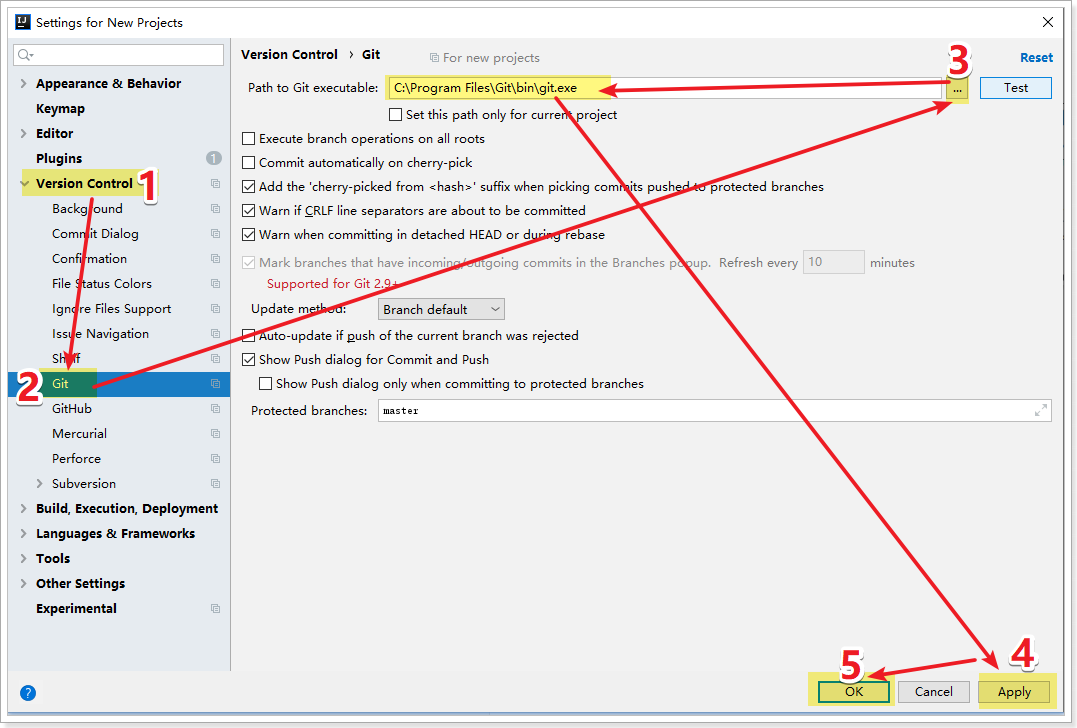 Settings for New Projects
Version Control › Git
For new projects
Reset
3
Appearance & Behavior
Keymap
Editor
Plugins
1
Version Control
1
Background
Commit Dialog
Confirmation
File Status Colors
Ignore Files Support
Issue Navigation
Shelf
2
Git
GitHub
Mercurial
Perforce
Subversion
Build, Execution, Deployment
Languages & Frameworks
Tools
Other Settings
Experimental
Path to Git executable: C:\Program Files\Git\bin\git.exe ... Test
Set this path only for current project
Execute branch operations on all roots
Commit automatically on cherry-pick
Add the 'cherry-picked from <hash>' suffix when picking commits pushed to protected branches
Warn if CRLF line separators are about to be committed
Warn when committing in detached HEAD or during rebase
Mark branches that have incoming/outgoing commits in the Branches popup. Refresh every 10 minutes
Supported for Git 2.9+
Update method: Branch default
Auto-update if push of the current branch was rejected
Show Push dialog for Commit and Push
Show Push dialog only when committing to protected branches
Protected branches: master
5
4
?
OK Cancel Apply